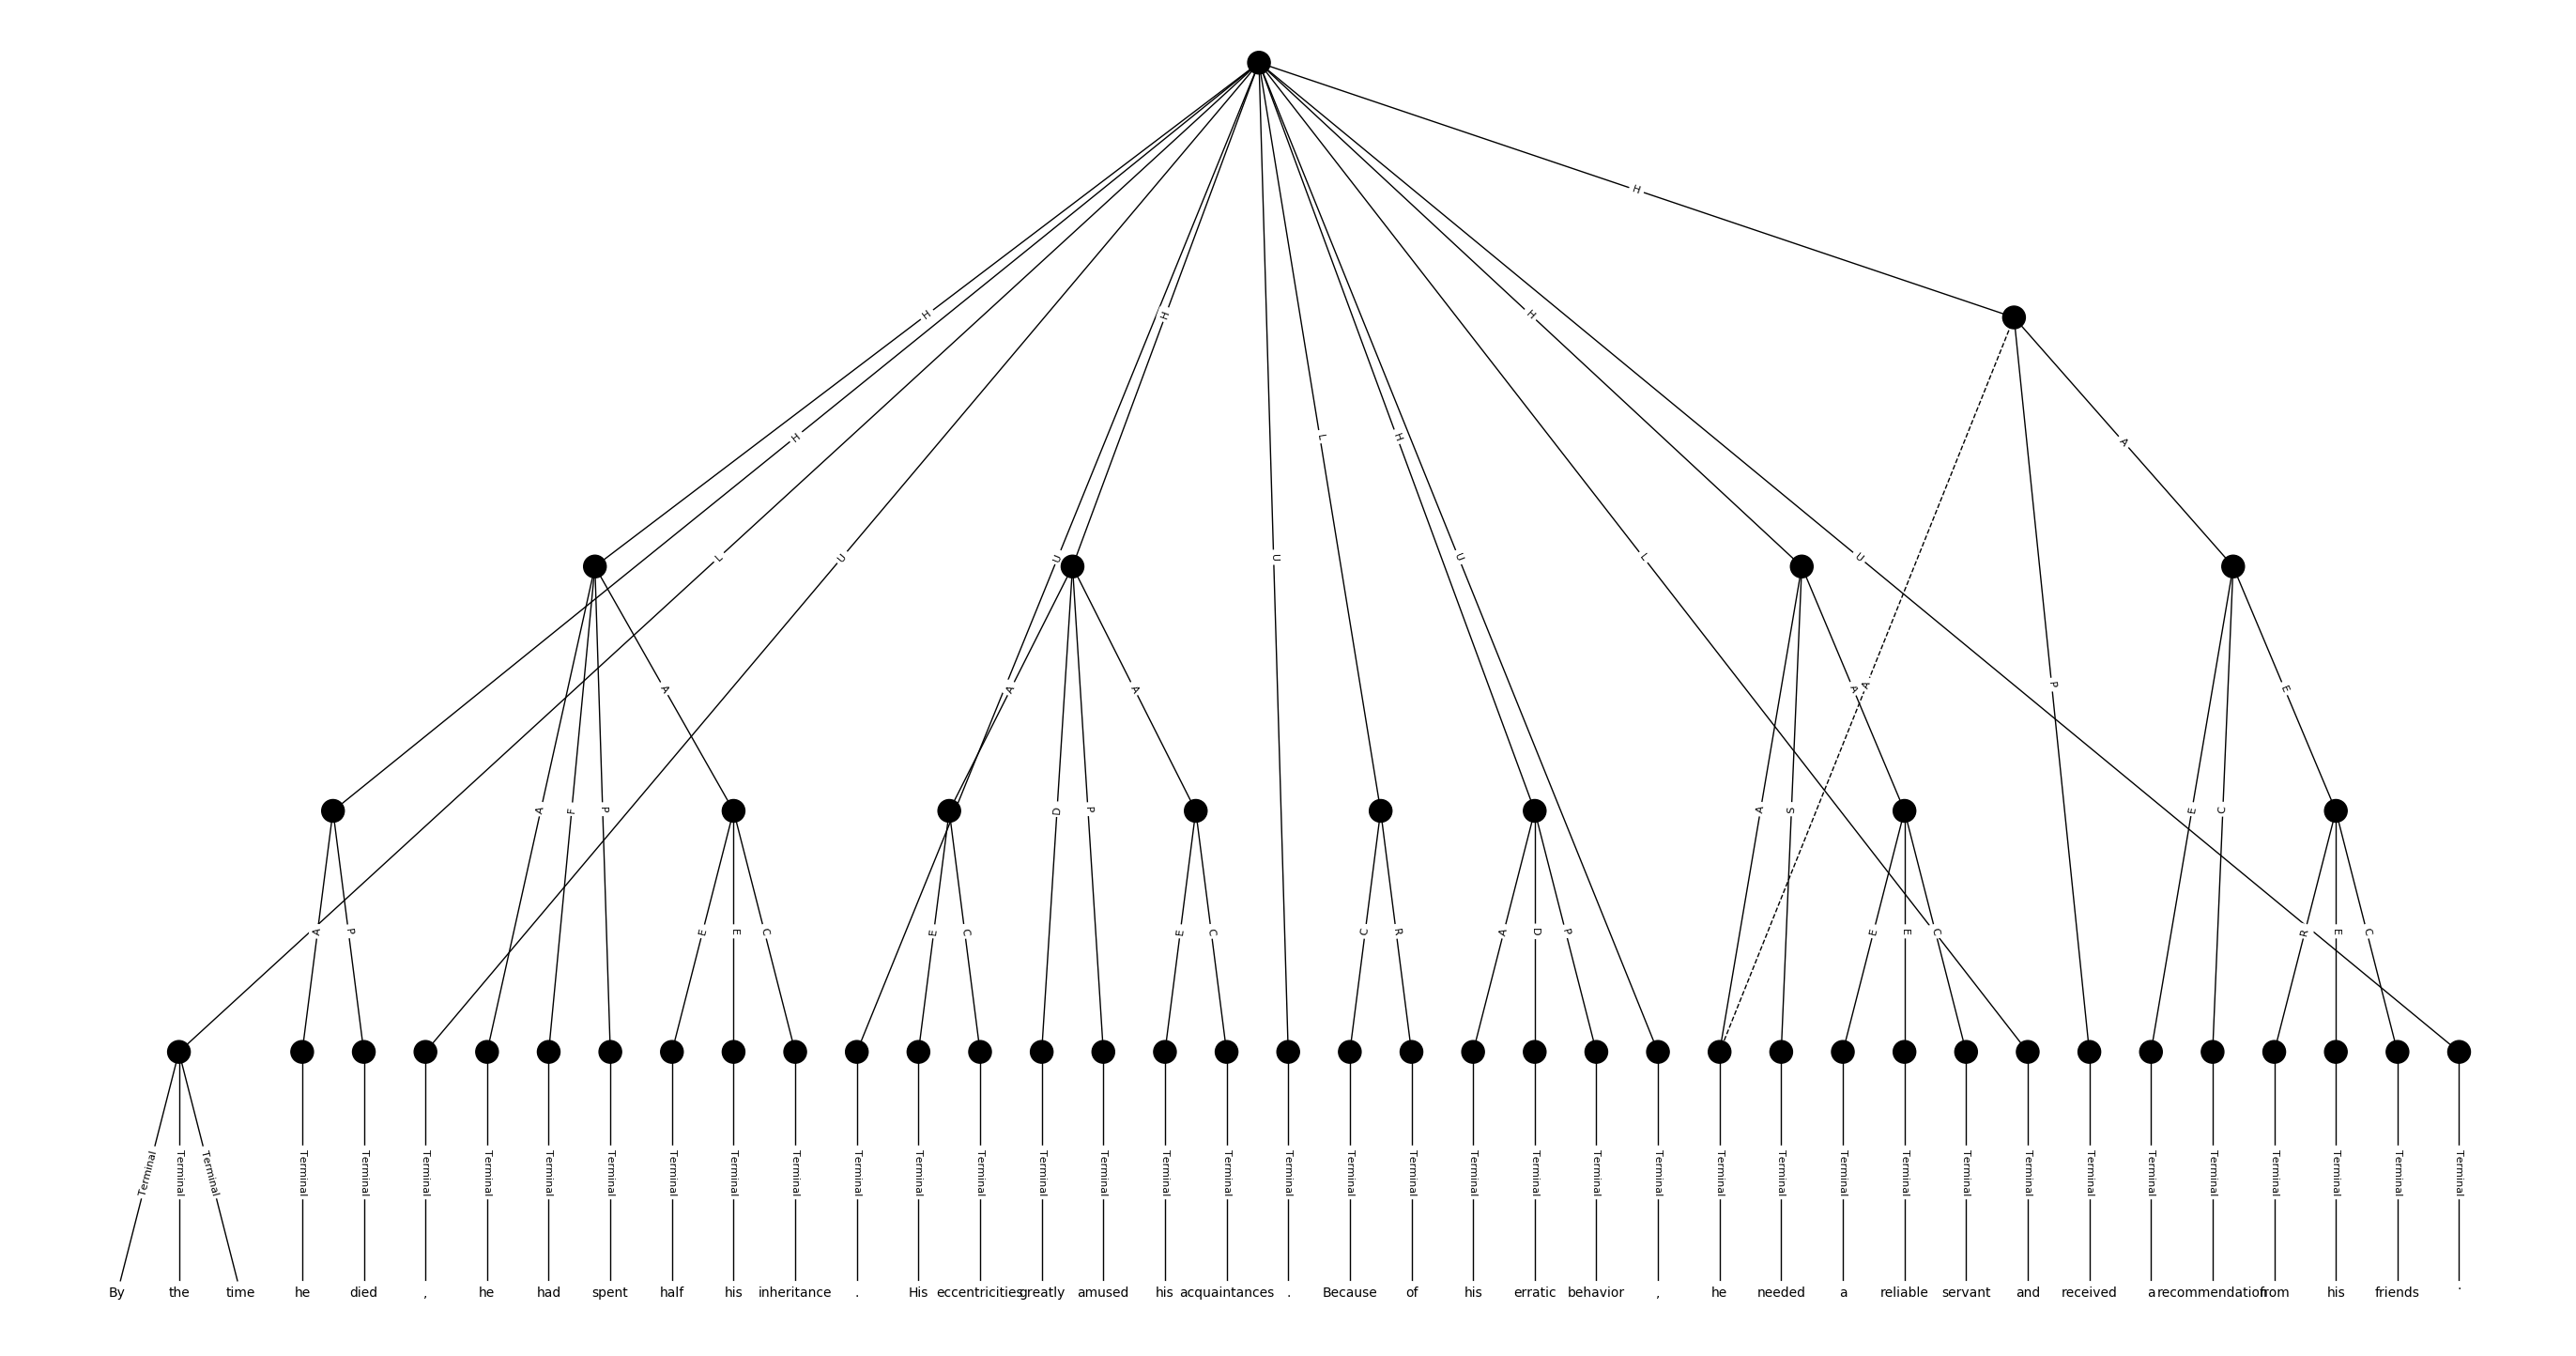 H
H
H H
L H
H A
L U U U U L U
A A A A A P E
A F P D P A S E C
A P E E C E C E C C R A D P E E C R E C
Terminal Terminal Terminal Terminal Terminal Terminal Terminal Terminal Terminal Terminal Terminal Terminal Terminal Terminal Terminal Terminal Terminal Terminal Terminal Terminal Terminal Terminal Terminal Terminal Terminal Terminal Terminal Terminal Terminal Terminal Terminal Terminal Terminal Terminal Terminal Terminal Terminal Terminal
By the time he died , he had spent half his inheritance . His eccentricities greatly amused his acquaintances . Because of his erratic behavior , he needed a reliable servant and received a recommendation from his friends .